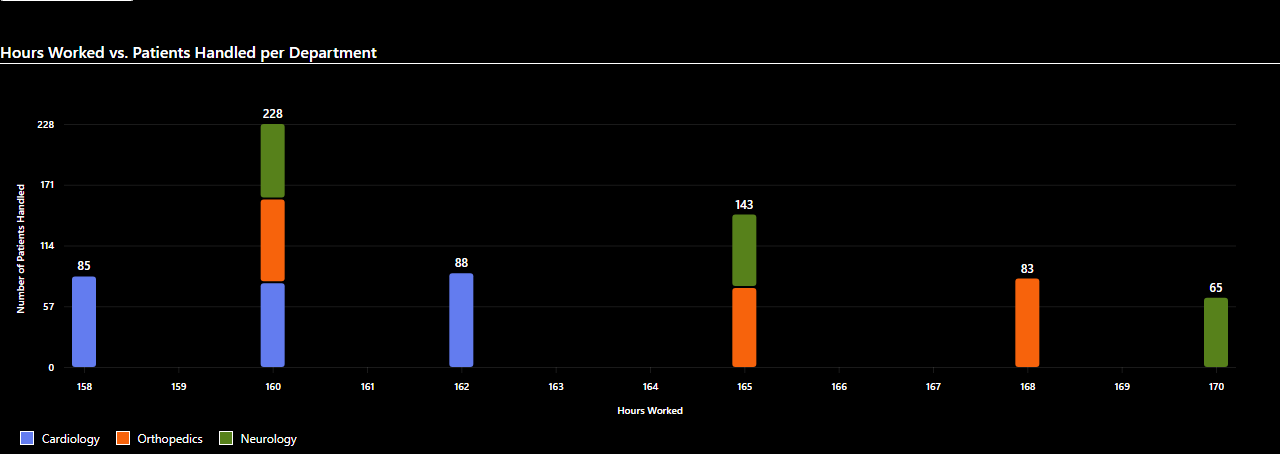 Hours Worked vs. Patients Handled per Department
228
228
171
143
114
85
88
83
65
57
0
Number of Patients Handled
158 159 160 161 162 163 164 165 166 167 168 169 170
Hours Worked
Cardiology Orthopedics Neurology